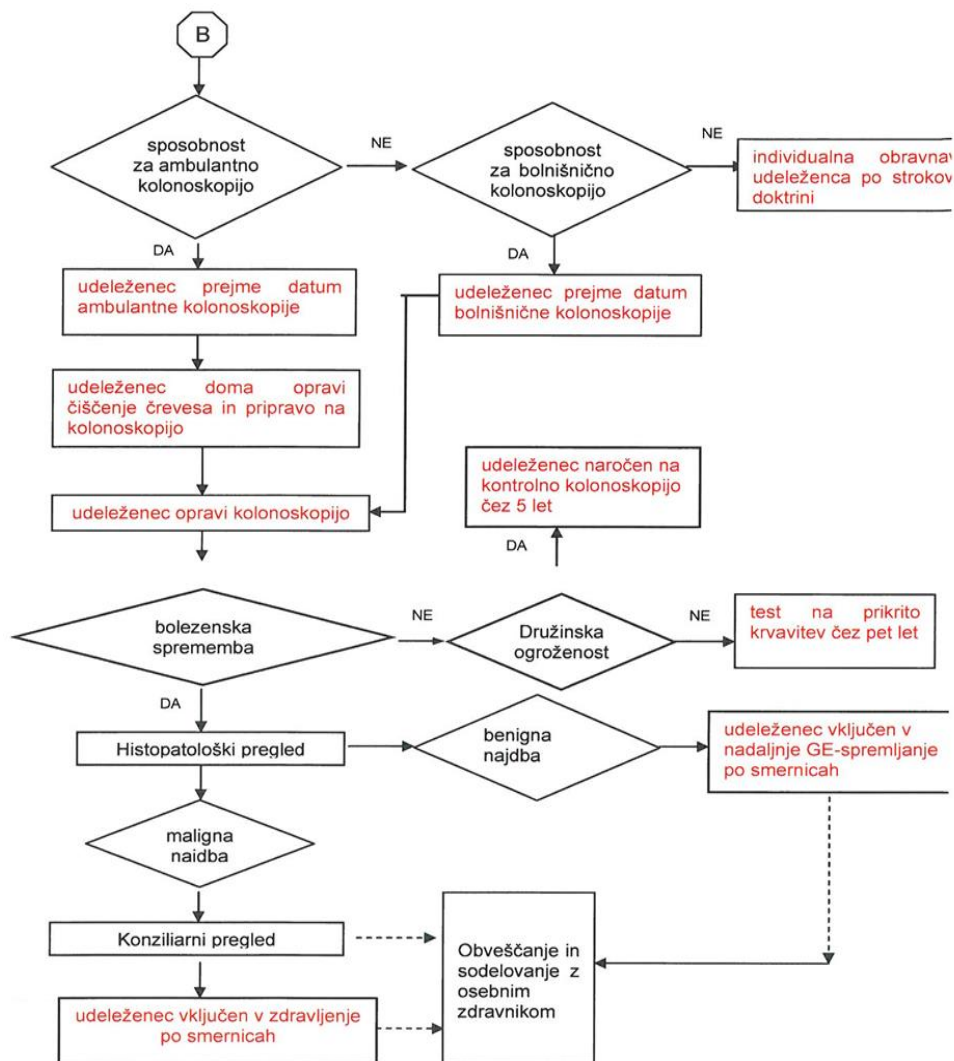 B
sposobnost
za ambulantno
kolonoskopijo
NE
sposobnost
za bolnišnično
kolonoskopijo
NE
individualna obravnav
udeleženca po strokov
doktrini
DA
DA
udeleženec prejme datum
ambulantne kolonoskopije
udeleženec prejme datum
bolnišnične kolonoskopije
udeleženec doma opravi
čiščenje črevesa in pripravo na
kolonoskopijo
udeleženec naročen na
kontrolno kolonoskopijo
čez 5 let
udeleženec opravi kolonoskopijo
DA
bolezenska
sprememba
NE
Družinska
ogroženost
NE
test na prikrito
krvavitev čez pet let
DA
Histopatološki pregled
benigna
najdba
udeleženec vključen v
nadaljnje GE-spremljanje
po smernicah
maligna
naidba
Konziliarni pregled
Obveščanje in
sodelovanje z
osebnim
zdravnikom
udeleženec vključen v zdravljenje
po smernicah